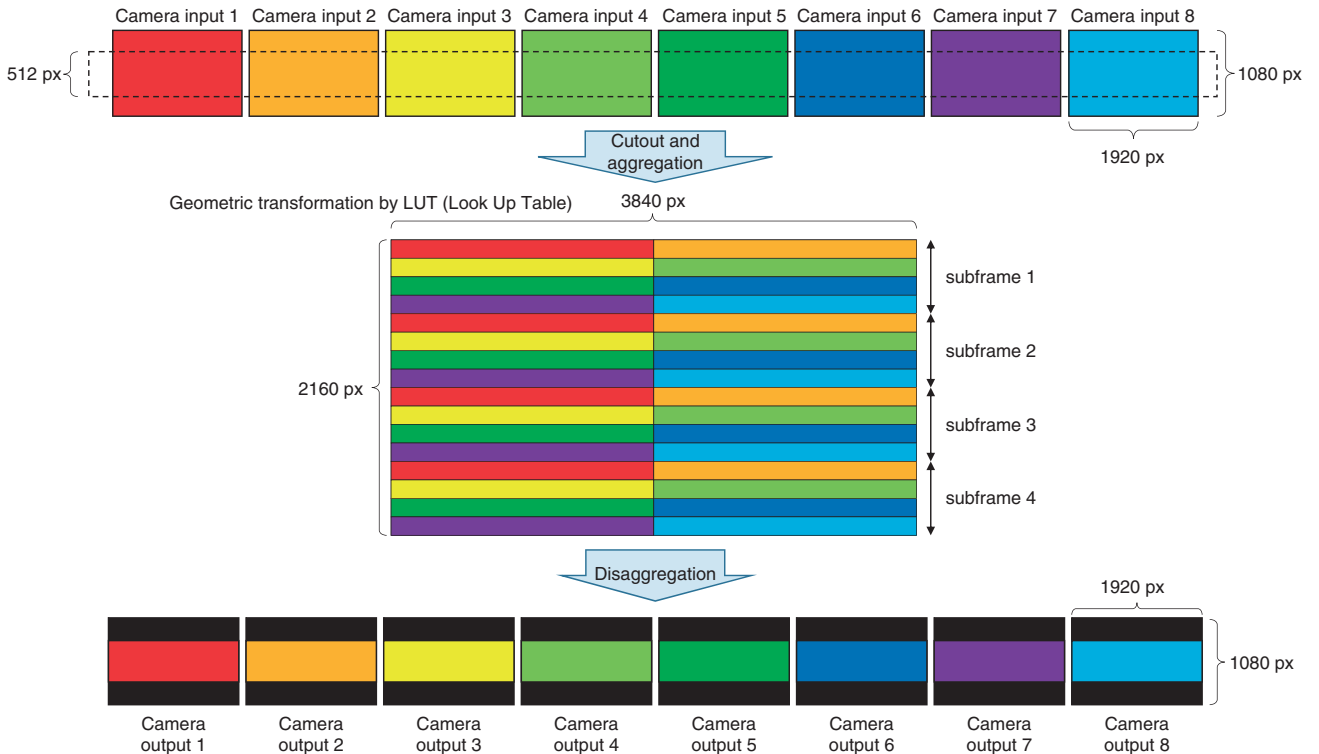 Camera input 1
Camera input 2
Camera input 3
Camera input 4
Camera input 5
Camera input 6
Camera input 7
Camera input 8
512 px
1080 px
Cutout and
aggregation
1920 px
Geometric transformation by LUT (Look Up Table)
3840 px
subframe 1
subframe 2
2160 px
subframe 3
subframe 4
Disaggregation
1920 px
1080 px
Camera
output 1
Camera
output 2
Camera
output 3
Camera
output 4
Camera
output 5
Camera
output 6
Camera
output 7
Camera
output 8